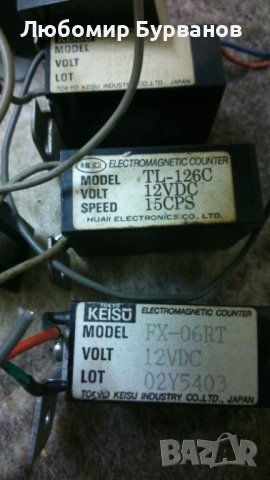 Любомир Бурванов
MODEL
VOLT
LOT
TOKYO KEISU INDUSTRY CO.,LTD., JAPAN
ELECTROMAGNETIC COUNTER
MODEL TL-126C
VOLT 12VDC
SPEED 15CPS
HUAII ELECTRONICS CO., LTD.
TOKYO
KEISU ELECTROMAGNETIC COUNTER
MODEL FX-06RT
VOLT 12VDC
LOT 02Y5403
TOKYO KEISU INDUSTRY CO.,LTD., JAPAN
bazar